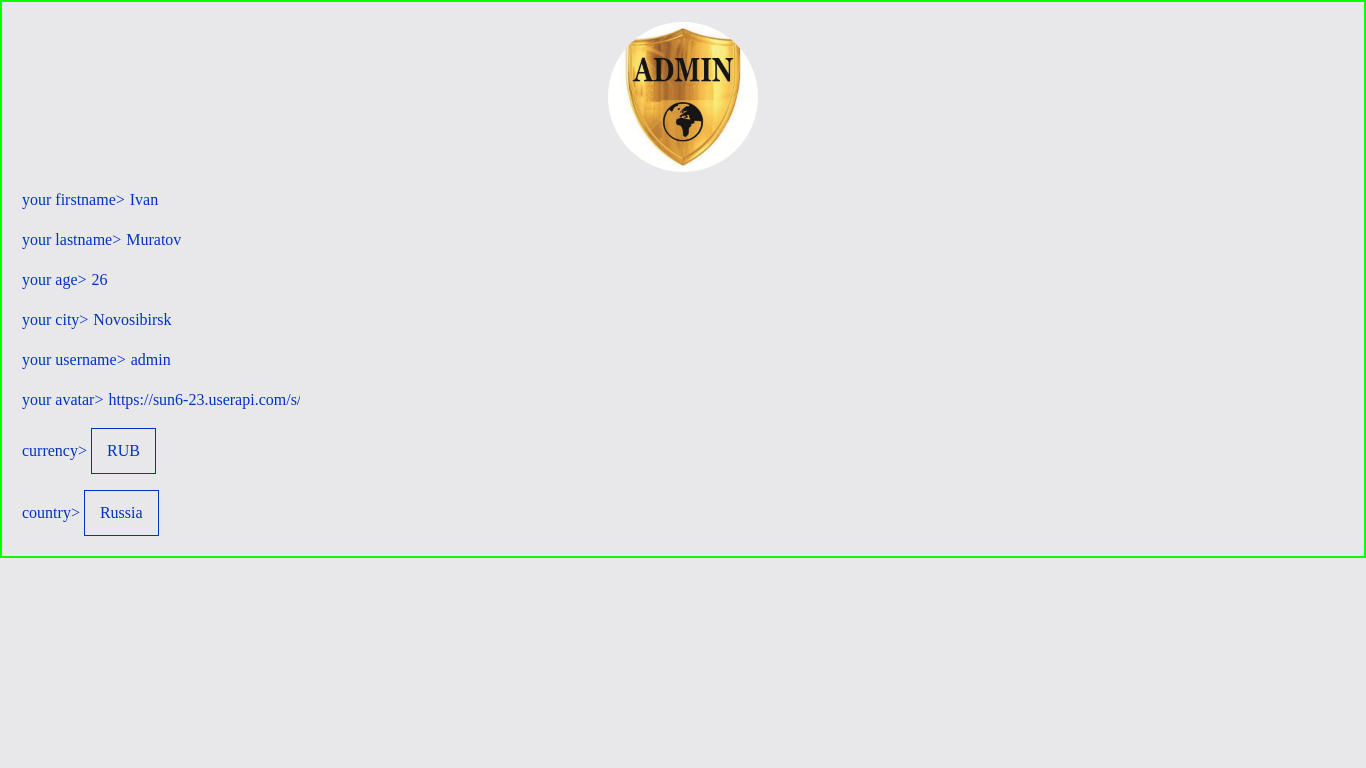 ADMIN
your firstname> Ivan
your lastname> Muratov
your age> 26
your city> Novosibirsk
your username> admin
your avatar> https://sun6-23.userapi.com/s/
currency> RUB
country> Russia